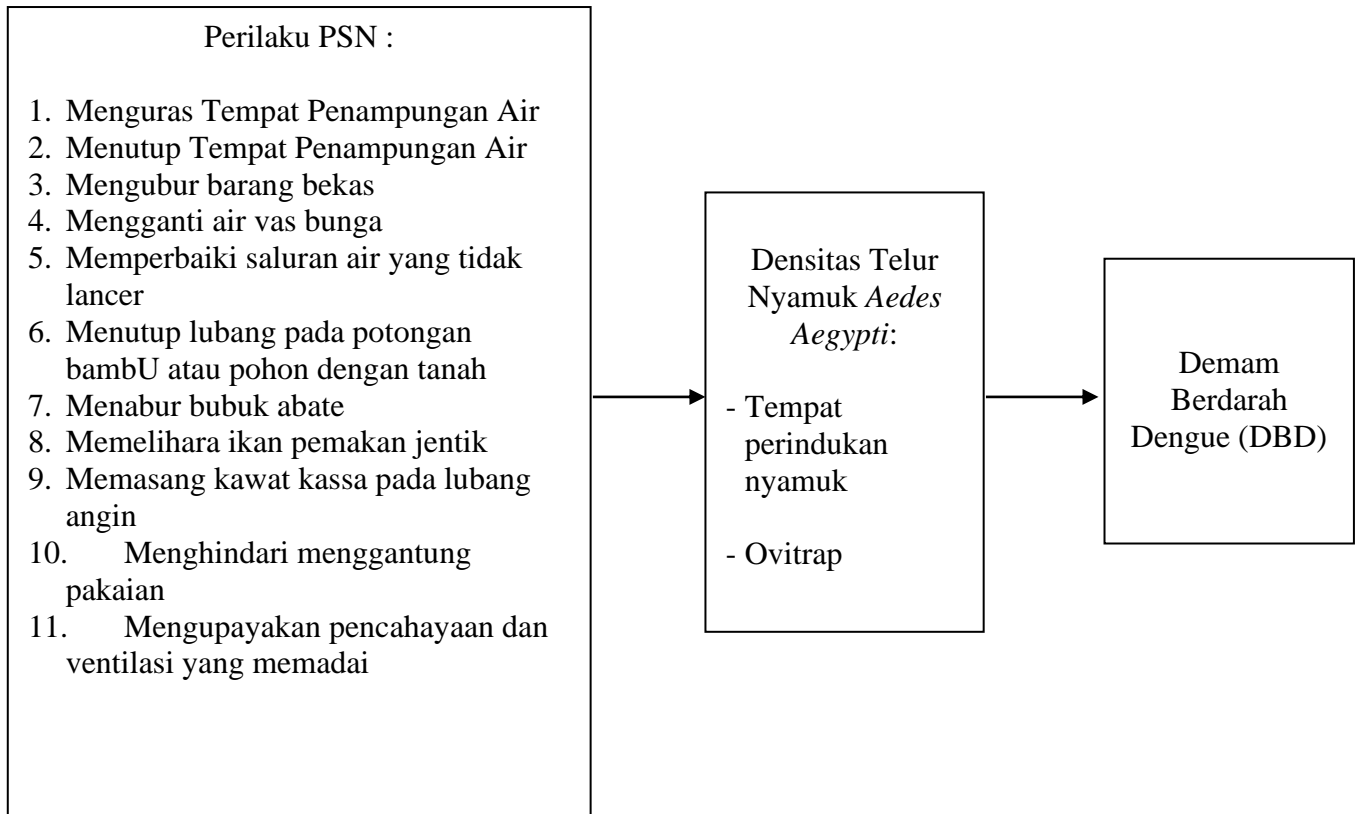 Perilaku PSN :
1. Menguras Tempat Penampungan Air
2. Menutup Tempat Penampungan Air
3. Mengubur barang bekas
4. Mengganti air vas bunga
5. Memperbaiki saluran air yang tidak
lancer
6. Menutup lubang pada potongan
bambU atau pohon dengan tanah
7. Menabur bubuk abate
8. Memelihara ikan pemakan jentik
9. Memasang kawat kassa pada lubang
angin
10. Menghindari menggantung
pakaian
11. Mengupayakan pencahayaan dan
ventilasi yang memadai
Densitas Telur
Nyamuk Aedes
Aegypti:
- Tempat
perindukan
nyamuk
- Ovitrap
Demam
Berdarah
Dengue (DBD)